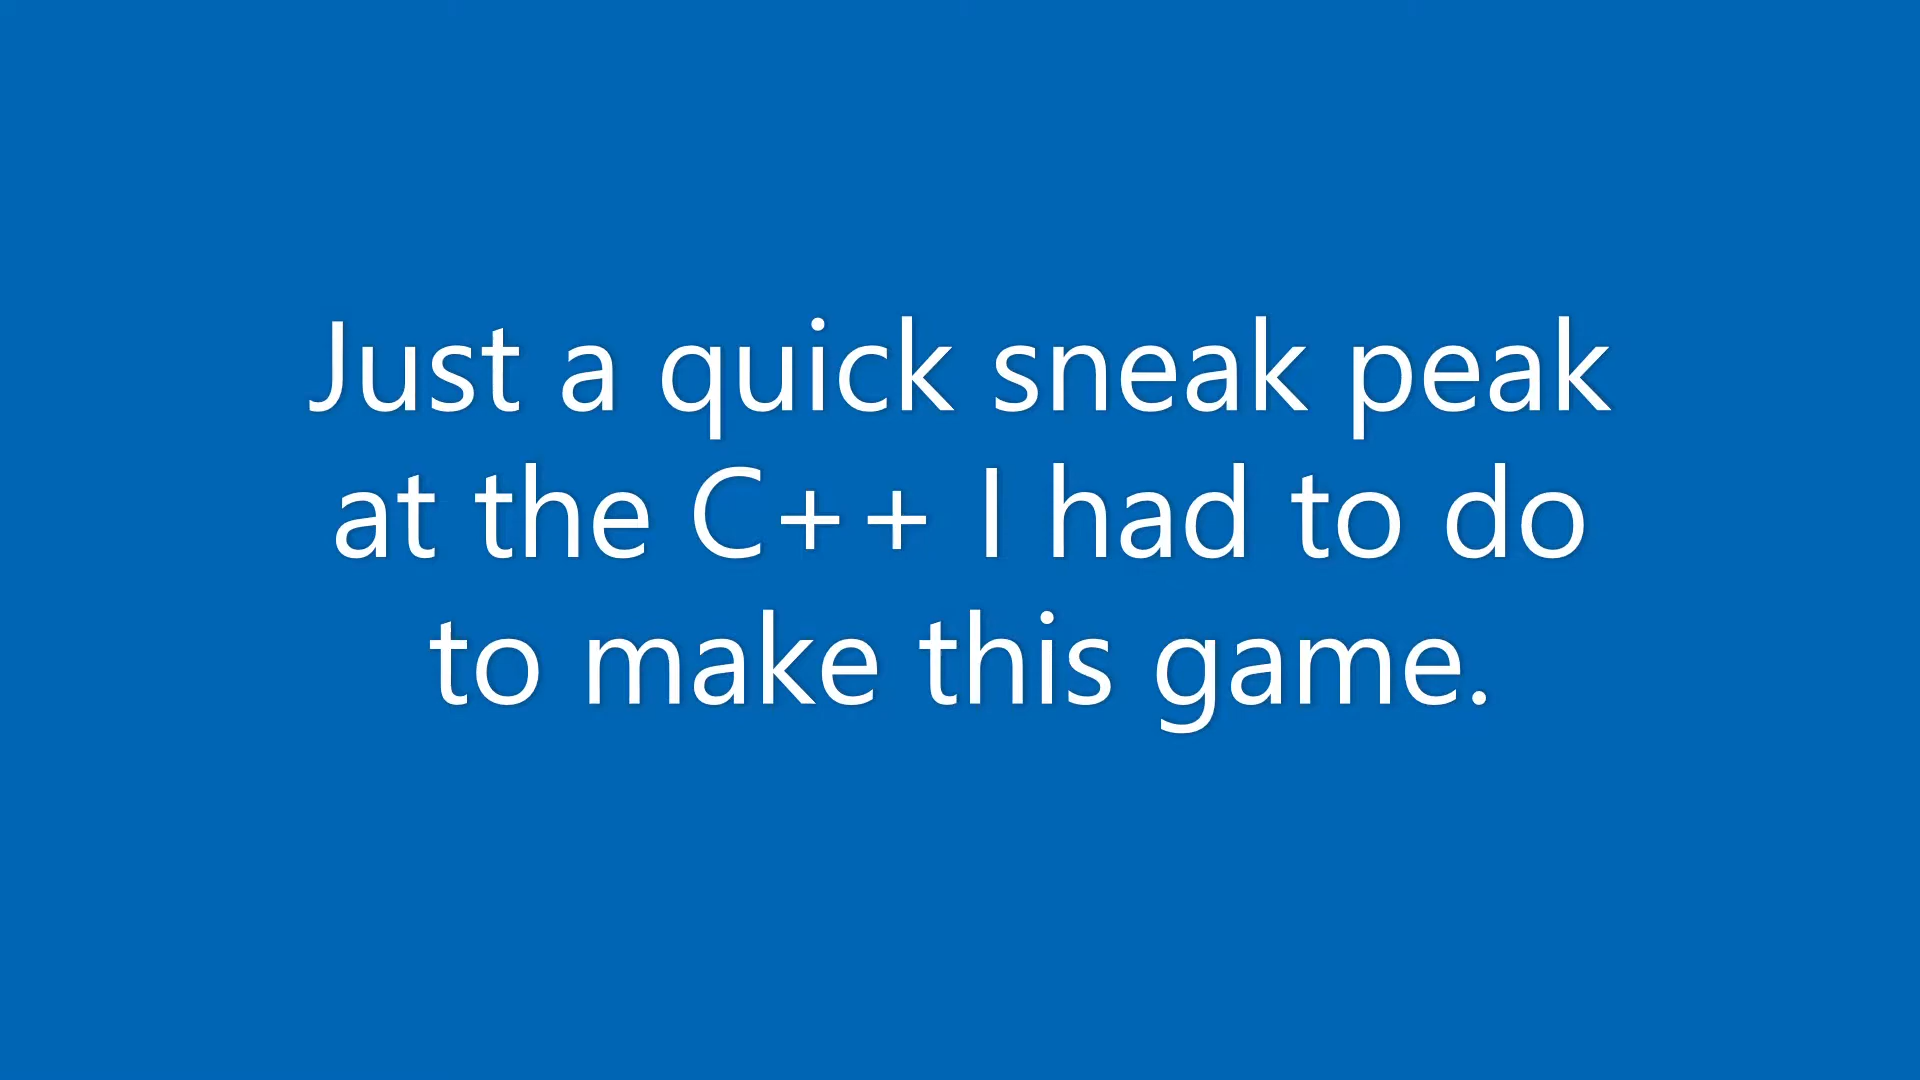 Just a quick sneak peak
at the C++ I had to do
to make this game.